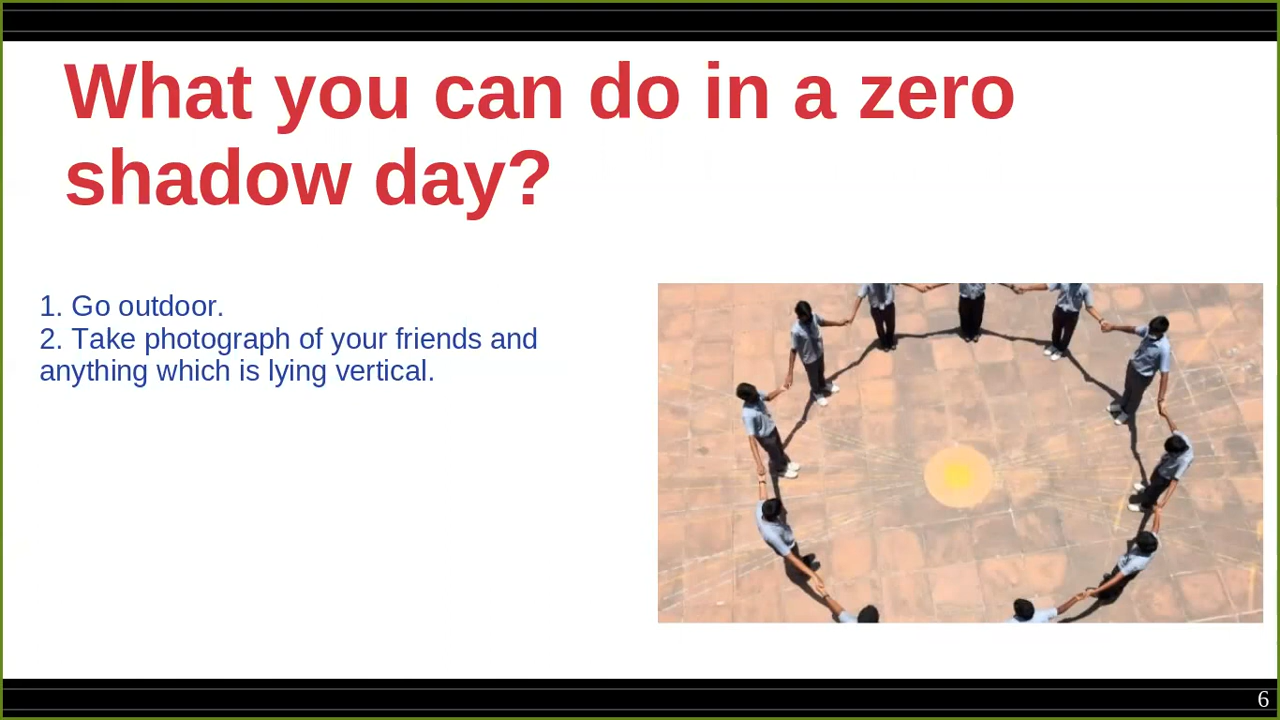 What you can do in a zero
shadow day?
1. Go outdoor.
2. Take photograph of your friends and
anything which is lying vertical.
6